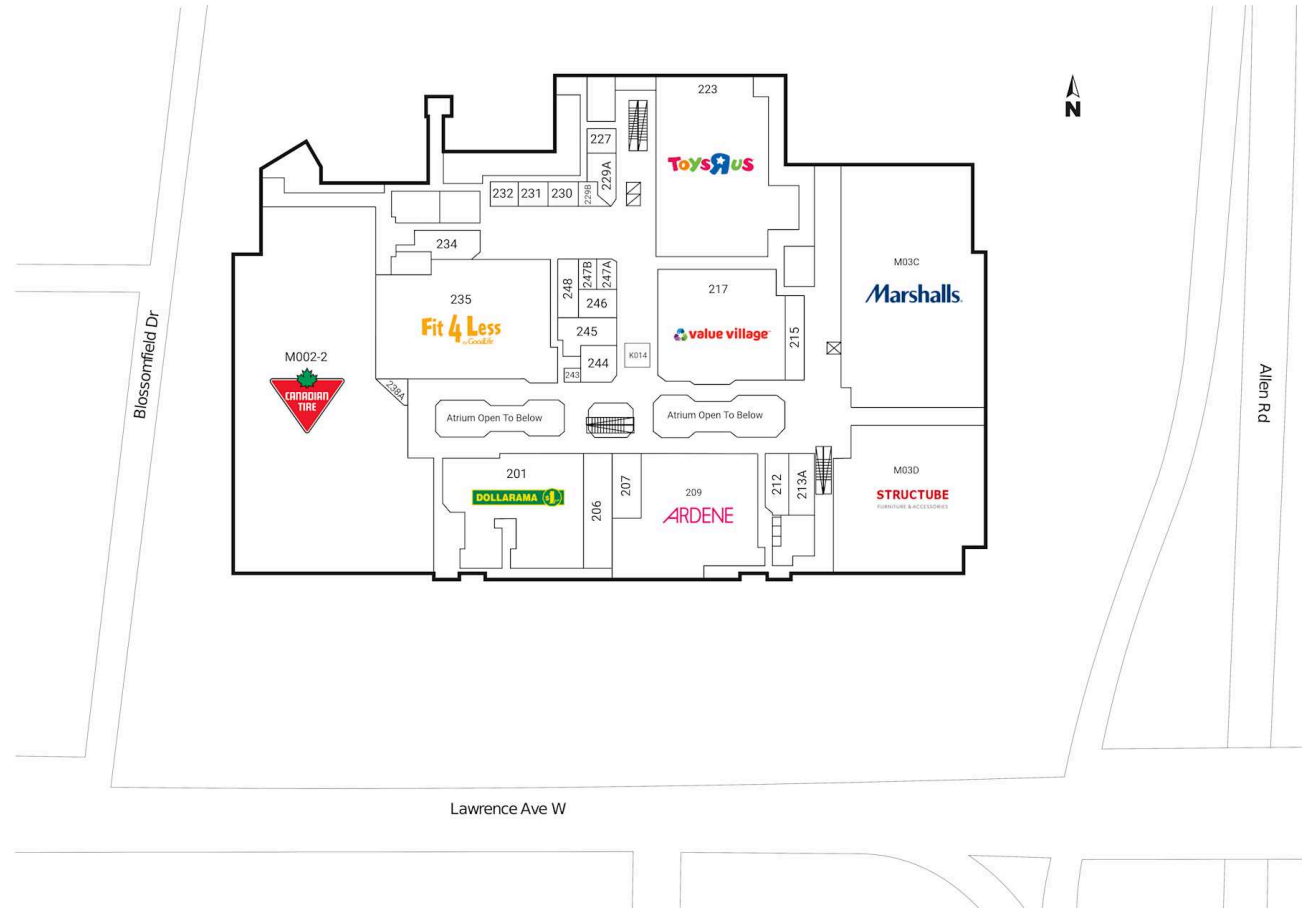 223
N
227
ToysRus
229A
232
231
230
229B
234
M03C
Marshalls.
248
247B
247A
217
235
246
Fit 4 Less
by GoodLife
value village
245
215
Blossomfield Dr
M002-2
K014
244
243
CANADIAN
TIRE
238A
Allen Rd
Atrium Open To Below
Atrium Open To Below
201
M03D
DOLLARAMA $1
212
213A
207
206
209
STRUCTUBE
FURNITURE & ACCESSORIES
ARDENE
Lawrence Ave W